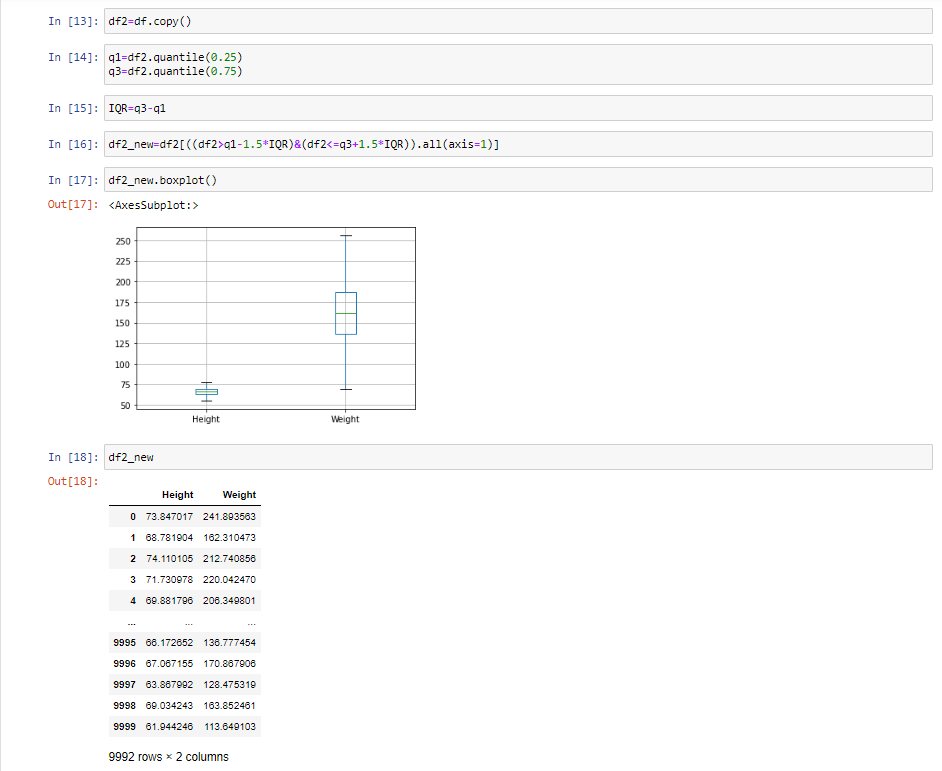 In [13]: df2=df.copy()
In [14]: q1=df2.quantile(0.25)
q3=df2.quantile(0.75)
In [15]: IQR=q3-q1
In [16]: df2_new=df2[((df2>q1-1.5*IQR)&(df2<=q3+1.5*IQR)).all(axis=1)]
In [17]: df2_new.boxplot()
Out[17]: <AxesSubplot:>
250
225
200
175
150
125
100
75
50
Height Weight
In [18]: df2_new
Out[18]:
Height Weight
0 73.847017 241.893563
1 68.781904 162.310473
2 74.110105 212.740856
3 71.730978 220.042470
4 69.881796 206.349801
... ... ...
9995 66.172652 136.777454
9996 67.067155 170.867906
9997 63.867992 128.475319
9998 69.034243 163.852461
9999 61.944246 113.649103
9992 rows × 2 columns